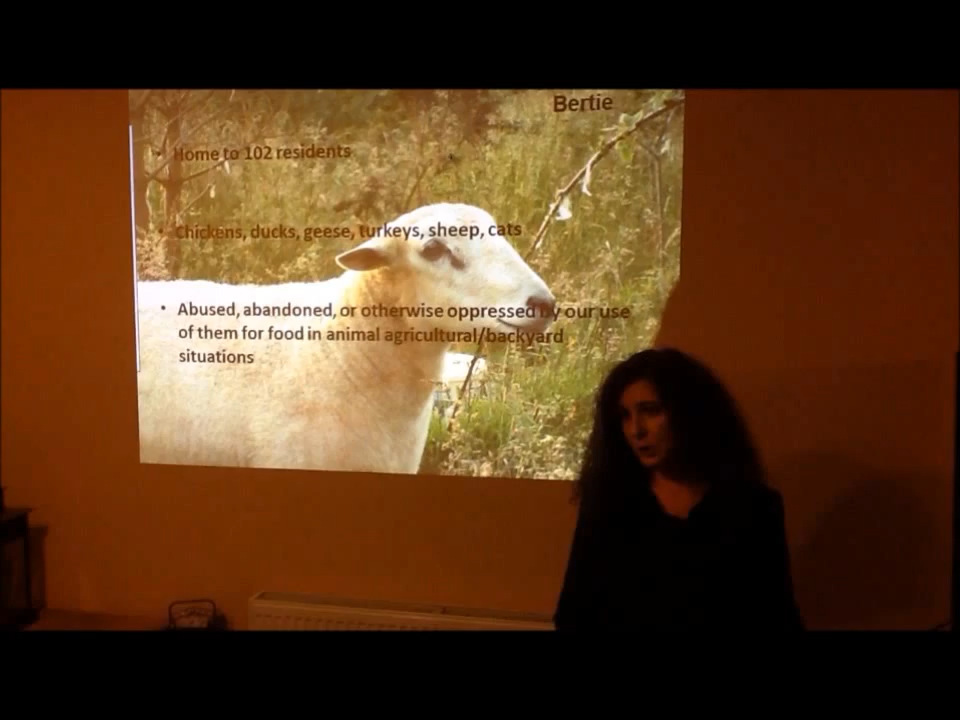 Bertie
• Home to 102 residents
• Chickens, ducks, geese, turkeys, sheep, cats
• Abused, abandoned, or otherwise oppressed by our use
of them for food in animal agricultural/backyard
situations